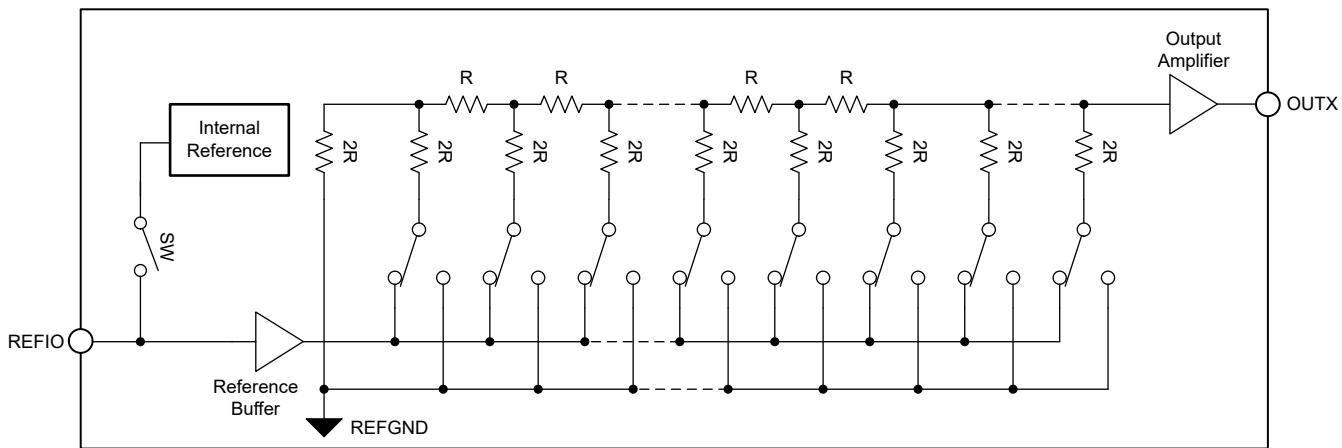 Output
Amplifier
R
R
R
R
OUTX
Internal
Reference
2R
2R
2R
2R
2R
2R
2R
2R
2R
SW
REFIO
Reference
Buffer
REFGND